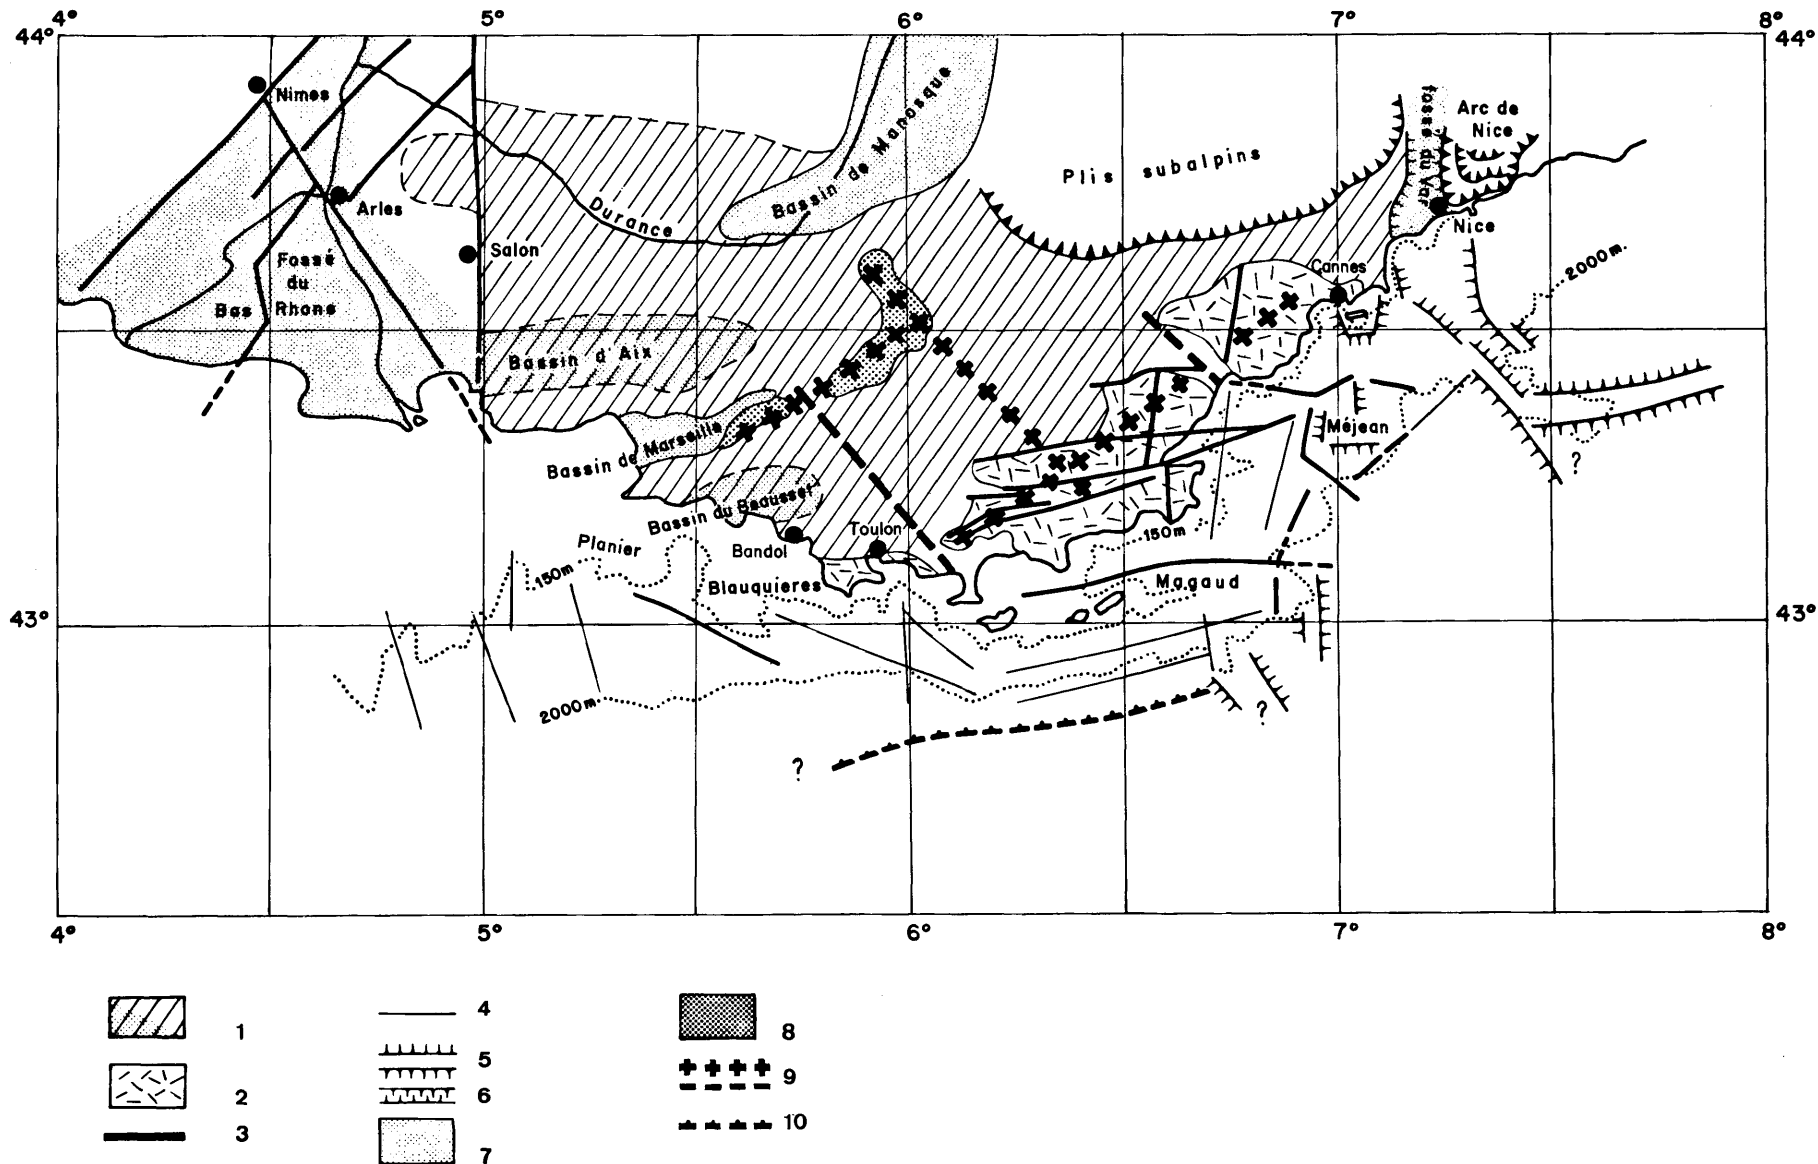 4°
5°
6°
7°
8°
44°
44°
Nimes
Arles
Salon
Fossé
du
Bas Rhone
Durance
Bassin de Manosque
Plis subalpins
fosse du Var
Arc de
Nice
Nice
Cannes
2000m.
Bassin d'Aix
Bassin de Marseille
Bassin du Beausset
Bandol
Toulon
Planier
Blauquieres
150m
150m
Magaud
Méjean
?
43°
43°
2000m
?
?
4°
5°
6°
7°
8°
1
2
3
4
5
6
7
8
9
10